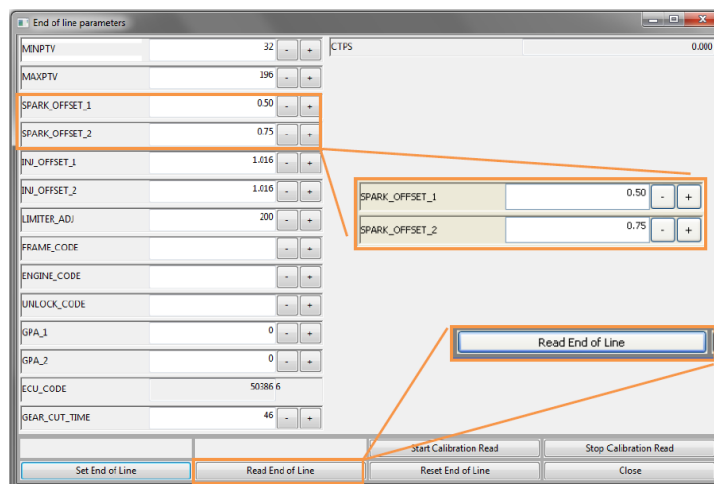 End of line parameters
MINPTV 32 - + CTPS 0.000
MAXPTV 196 - +
SPARK_OFFSET_1 0.50 - +
SPARK_OFFSET_2 0.75 - +
INJ_OFFSET_1 1.016 - +
INJ_OFFSET_2 1.016 - +
SPARK_OFFSET_1 0.50 - +
SPARK_OFFSET_2 0.75 - +
LIMITER_ADJ 200 - +
FRAME_CODE - +
ENGINE_CODE - +
UNLOCK_CODE - +
GPA_1 0 - +
Read End of Line
GPA_2 0 - +
ECU_CODE 50386 6
GEAR_CUT_TIME 46 - +
Start Calibration Read Stop Calibration Read
Set End of Line Read End of Line Reset End of Line Close